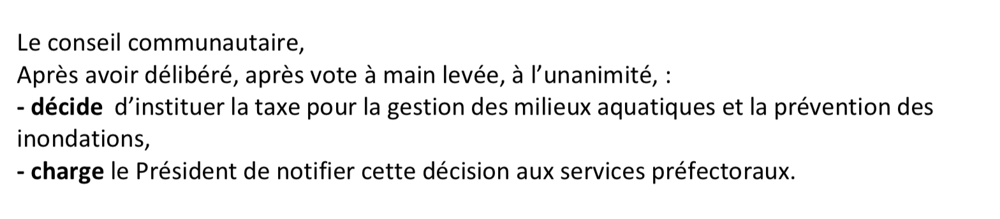 Le conseil communautaire,
Après avoir délibéré, après vote à main levée, à l’unanimité, :
- décide  d’instituer la taxe pour la gestion des milieux aquatiques et la prévention des
inondations,
- charge le Président de notifier cette décision aux services préfectoraux.